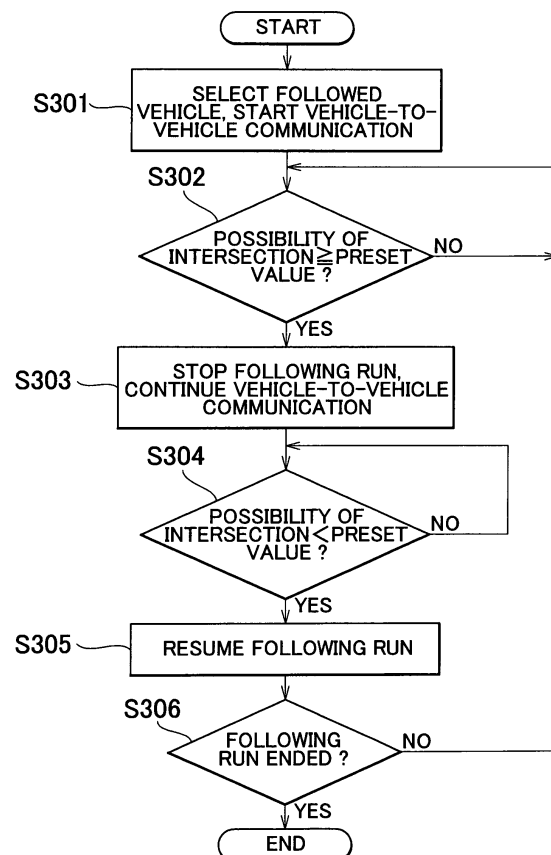 START
S301
SELECT FOLLOWED
VEHICLE, START VEHICLE-TO-
VEHICLE COMMUNICATION
S302
POSSIBILITY OF
INTERSECTION≧PRESET
VALUE ?
NO
YES
S303
STOP FOLLOWING RUN,
CONTINUE VEHICLE-TO-VEHICLE
COMMUNICATION
S304
POSSIBILITY OF
INTERSECTION<PRESET
VALUE ?
NO
YES
S305
RESUME FOLLOWING RUN
S306
FOLLOWING
RUN ENDED ?
NO
YES
END